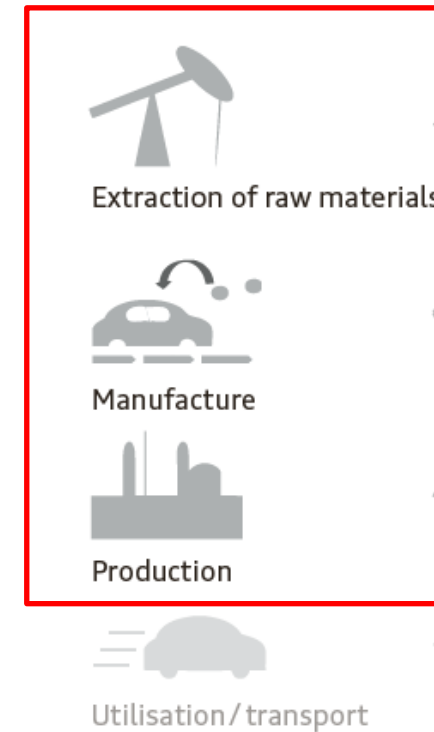 Extraction of raw materials
Manufacture
Production
Utilisation / transport